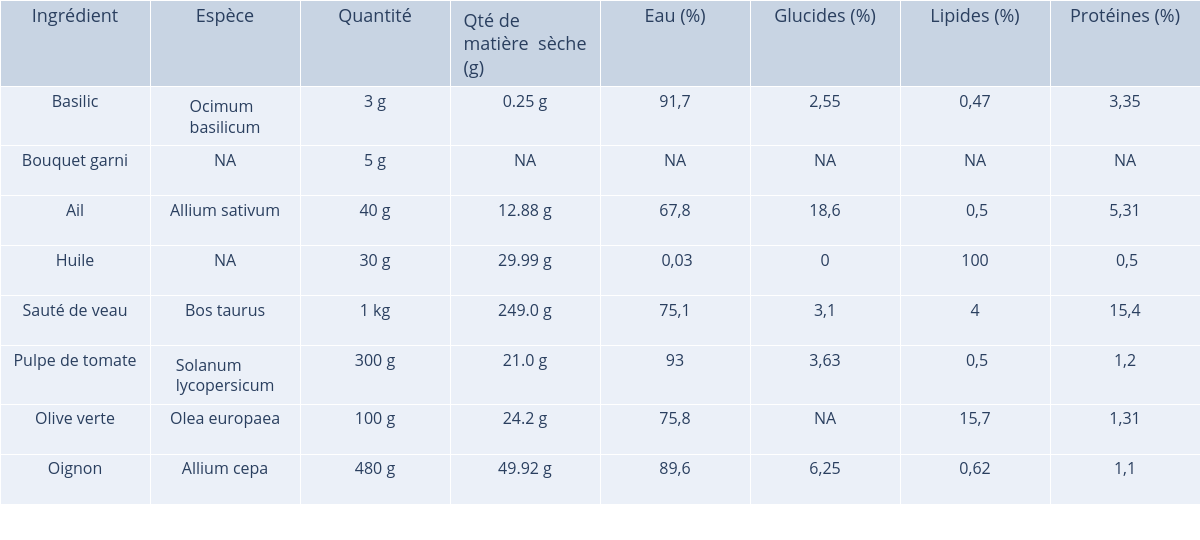 Ingrédient Espèce Quantité Qté de matière sèche (g) Eau (%) Glucides (%) Lipides (%) Protéines (%)
Basilic Ocimum basilicum 3 g 0.25 g 91,7 2,55 0,47 3,35
Bouquet garni NA 5 g NA NA NA NA NA
Ail Allium sativum 40 g 12.88 g 67,8 18,6 0,5 5,31
Huile NA 30 g 29.99 g 0,03 0 100 0,5
Sauté de veau Bos taurus 1 kg 249.0 g 75,1 3,1 4 15,4
Pulpe de tomate Solanum lycopersicum 300 g 21.0 g 93 3,63 0,5 1,2
Olive verte Olea europaea 100 g 24.2 g 75,8 NA 15,7 1,31
Oignon Allium cepa 480 g 49.92 g 89,6 6,25 0,62 1,1